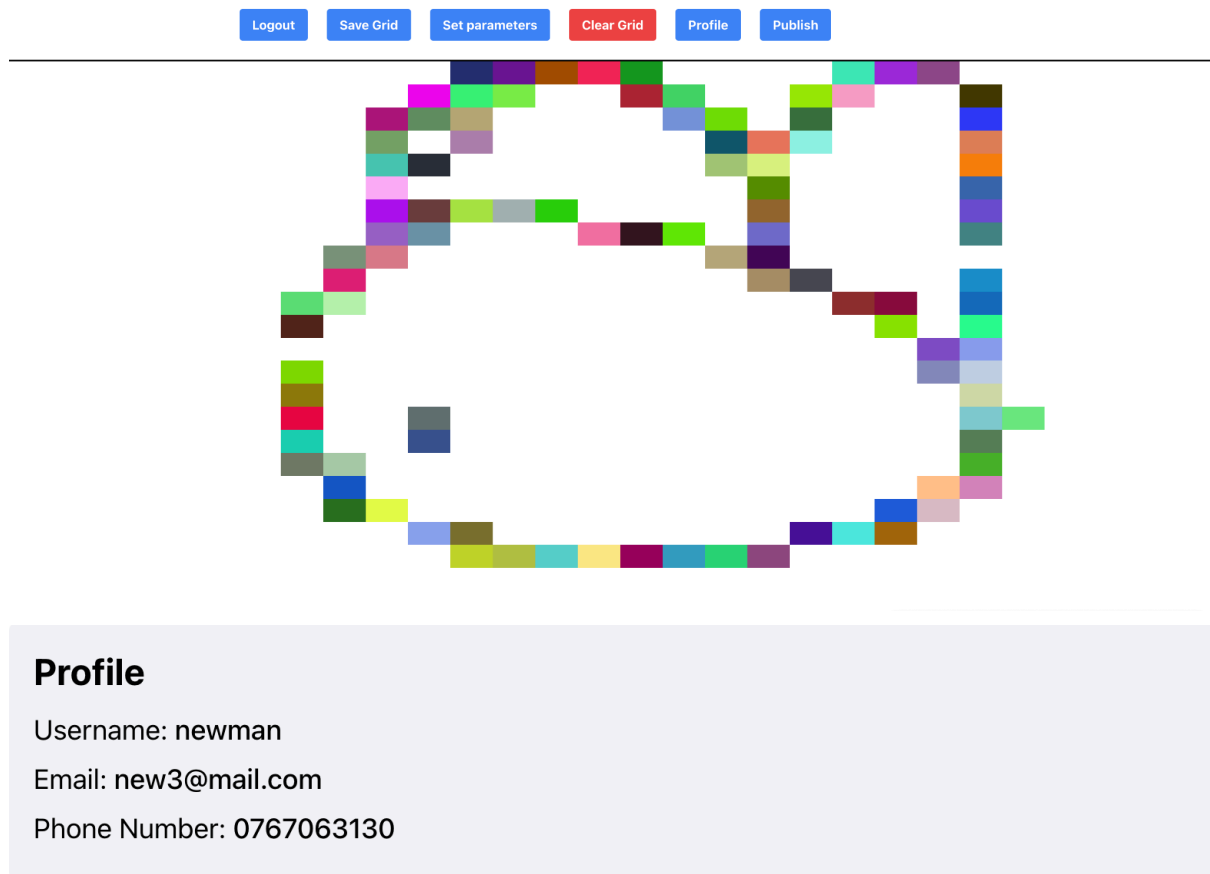 Logout Save Grid Set parameters Clear Grid Profile Publish
Profile
Username: newman
Email: new3@mail.com
Phone Number: 0767063130